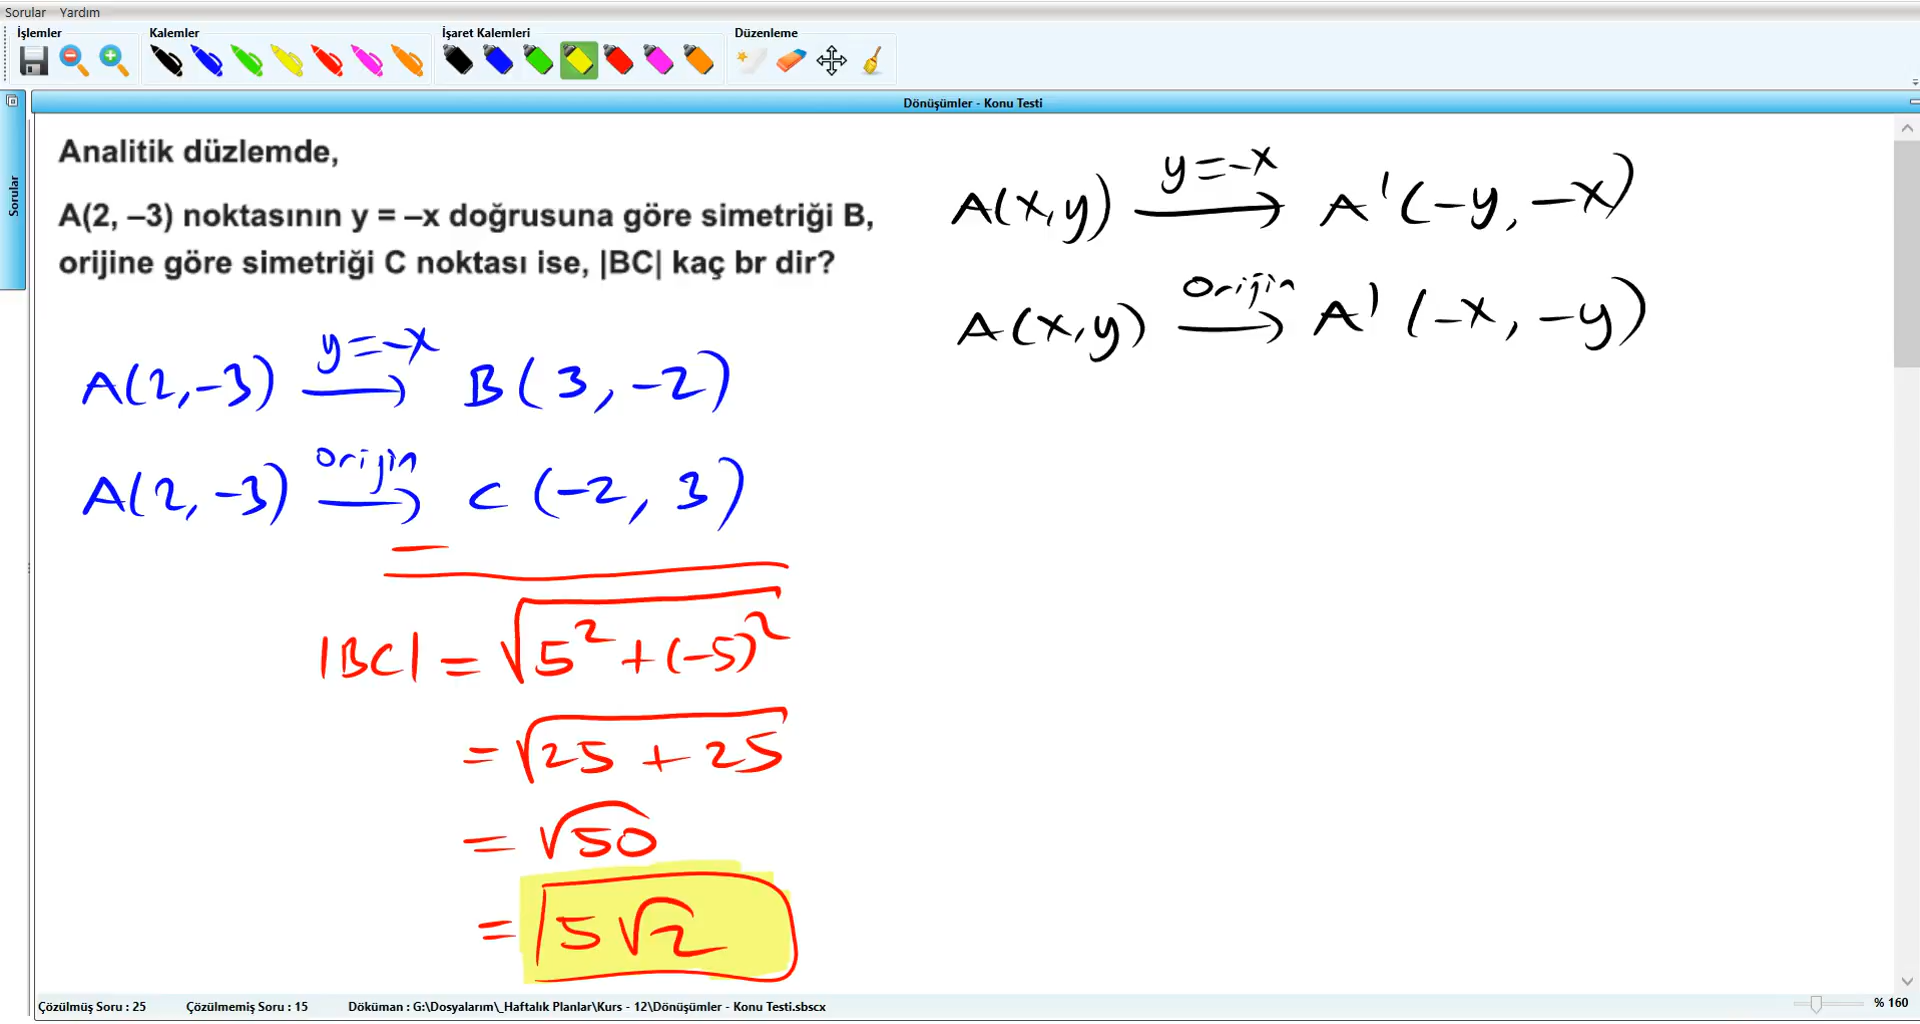 Sorular Yardım
İşlemler Kalemler İşaret Kalemleri Düzenleme
Dönüşümler - Konu Testi
Sorular
Analitik düzlemde,
A(2, –3) noktasının y = –x doğrusuna göre simetriği B,
orijine göre simetriği C noktası ise, |BC| kaç br dir?
y=-x
A(x,y) → A'(-y, -x)
Orijin
A(x,y) → A'(-x, -y)
y=-x
A(2,-3) → B(3, -2)
Orijin
A(2,-3) → C(-2, 3)
|BC| = √5² + (-5)²
= √25 + 25
= √50
= 5√2
Çözülmüş Soru : 25 Çözülmemiş Soru : 15 Döküman : G:\Dosyalarım\_Haftalık Planlar\Kurs - 12\Dönüşümler - Konu Testi.sbscx % 160